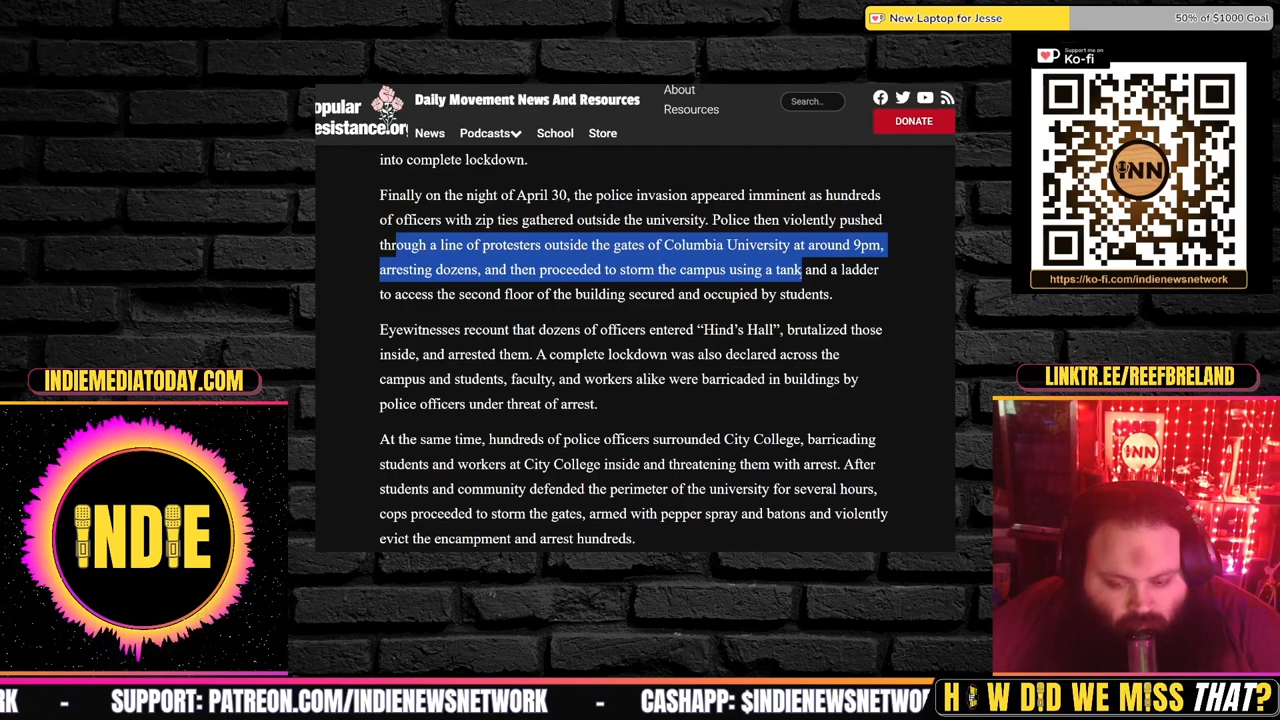 New Laptop for Jesse
50% of $1000 Goal
Support me on
Ko-fi
INN
https://ko-fi.com/indienewsnetwork
opular
esistance.org
Daily Movement News And Resources
About
Resources
Search..
DONATE
News
Podcasts
School
Store
into complete lockdown.
Finally on the night of April 30, the police invasion appeared imminent as hundreds
of officers with zip ties gathered outside the university. Police then violently pushed
through a line of protesters outside the gates of Columbia University at around 9pm,
arresting dozens, and then proceeded to storm the campus using a tank and a ladder
to access the second floor of the building secured and occupied by students.
Eyewitnesses recount that dozens of officers entered “Hind’s Hall”, brutalized those
inside, and arrested them. A complete lockdown was also declared across the
campus and students, faculty, and workers alike were barricaded in buildings by
police officers under threat of arrest.
At the same time, hundreds of police officers surrounded City College, barricading
students and workers at City College inside and threatening them with arrest. After
students and community defended the perimeter of the university for several hours,
cops proceeded to storm the gates, armed with pepper spray and batons and violently
evict the encampment and arrest hundreds.
INDIEMEDIATODAY.COM
INDIE
LINKTR.EE/REEFBRELAND
INN
RK - SUPPORT: PATREON.COM/INDIENEWSNETWORK - CASHAPP: $INDIENEWSNETWO
HOW DID WE MISS THAT?